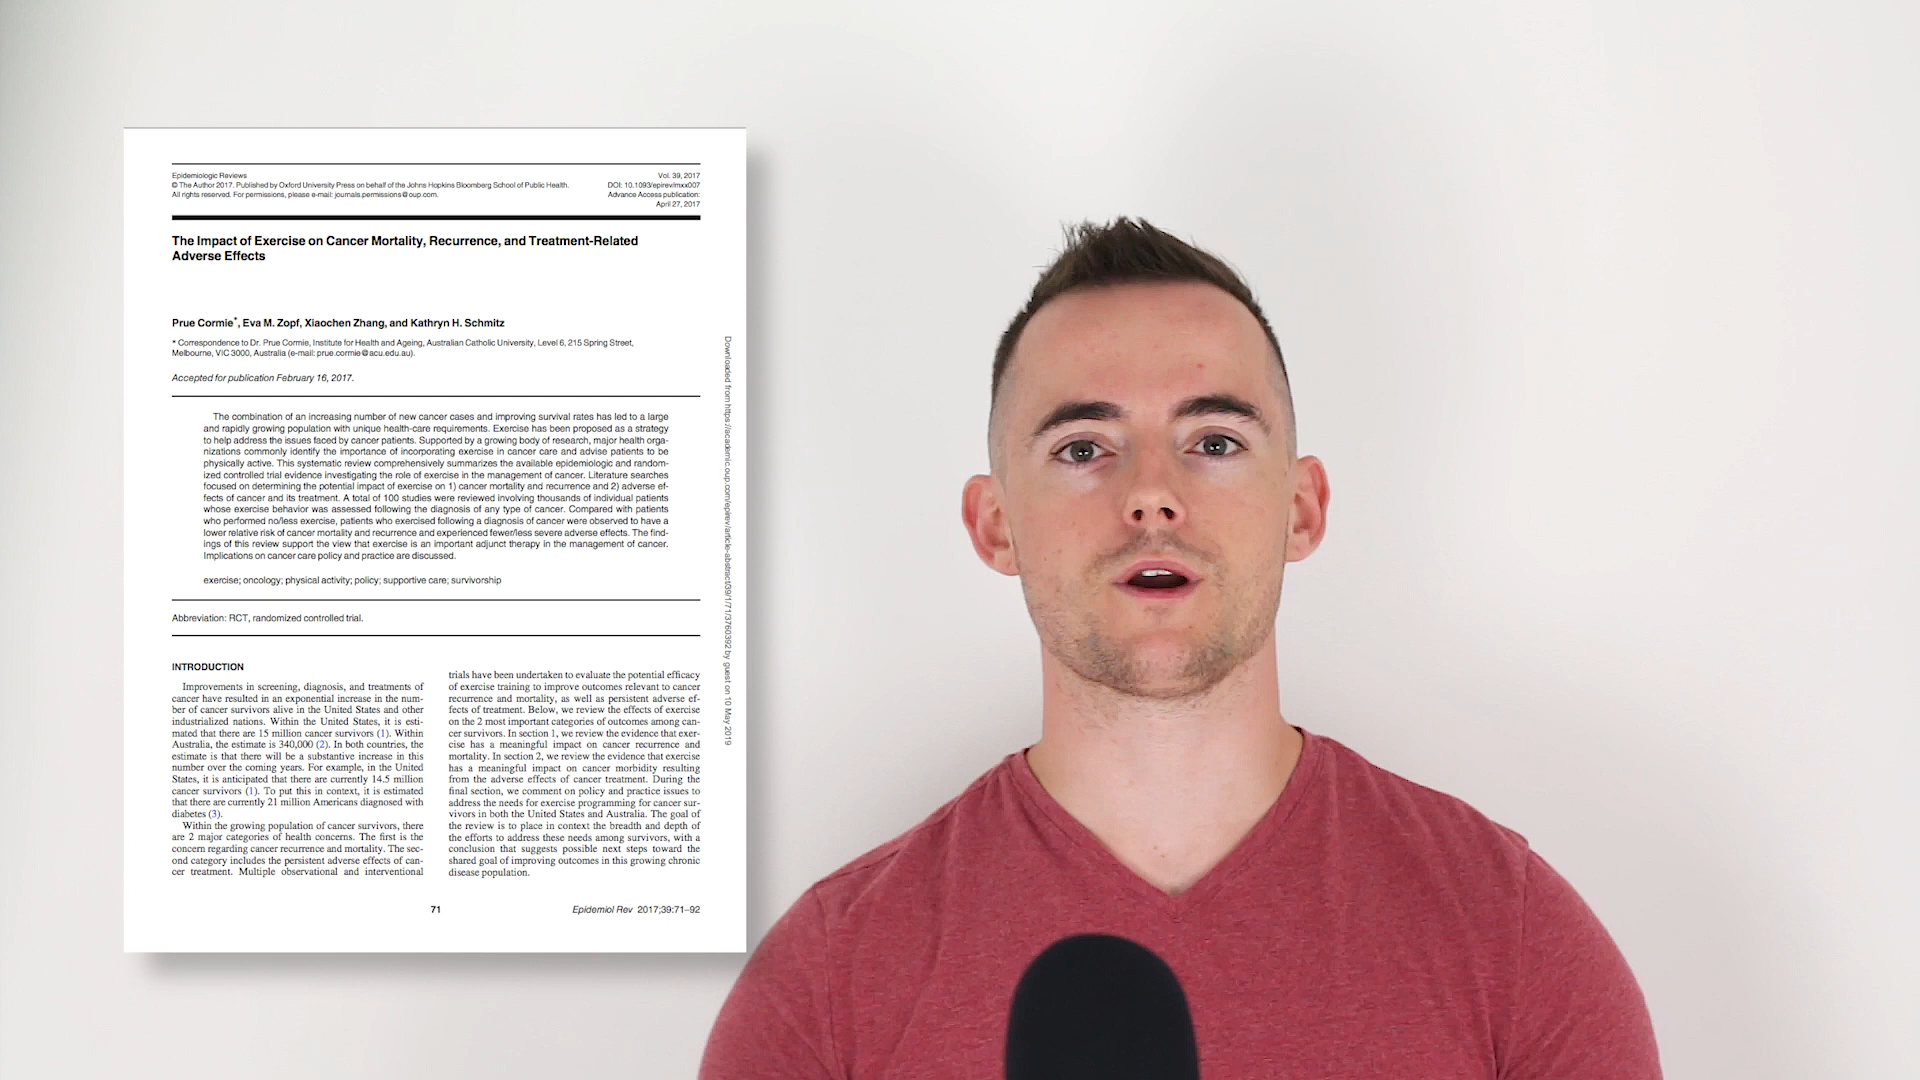 Epidemiologic Reviews
© The Author 2017. Published by Oxford University Press on behalf of the Johns Hopkins Bloomberg School of Public Health.
All rights reserved. For permissions, please e-mail: journals.permissions@oup.com.
Vol. 39, 2017
DOI: 10.1093/epirev/mxx007
Advance Access publication:
April 27, 2017
The Impact of Exercise on Cancer Mortality, Recurrence, and Treatment-Related
Adverse Effects
Prue Cormie*, Eva M. Zopf, Xiaochen Zhang, and Kathryn H. Schmitz
* Correspondence to Dr. Prue Cormie, Institute for Health and Ageing, Australian Catholic University, Level 6, 215 Spring Street,
Melbourne, VIC 3000, Australia (e-mail: prue.cormie@acu.edu.au).
Accepted for publication February 16, 2017.
The combination of an increasing number of new cancer cases and improving survival rates has led to a large
and rapidly growing population with unique health-care requirements. Exercise has been proposed as a strategy
to help address the issues faced by cancer patients. Supported by a growing body of research, major health orga-
nizations commonly identify the importance of incorporating exercise in cancer care and advise patients to be
physically active. This systematic review comprehensively summarizes the available epidemiologic and random-
ized controlled trial evidence investigating the role of exercise in the management of cancer. Literature searches
focused on determining the potential impact of exercise on 1) cancer mortality and recurrence and 2) adverse ef-
fects of cancer and its treatment. A total of 100 studies were reviewed involving thousands of individual patients
whose exercise behavior was assessed following the diagnosis of any type of cancer. Compared with patients
who performed no/less exercise, patients who exercised following a diagnosis of cancer were observed to have a
lower relative risk of cancer mortality and recurrence and experienced fewer/less severe adverse effects. The find-
ings of this review support the view that exercise is an important adjunct therapy in the management of cancer.
Implications on cancer care policy and practice are discussed.
exercise; oncology; physical activity; policy; supportive care; survivorship
Abbreviation: RCT, randomized controlled trial.
INTRODUCTION
Improvements in screening, diagnosis, and treatments of
cancer have resulted in an exponential increase in the num-
ber of cancer survivors alive in the United States and other
industrialized nations. Within the United States, it is esti-
mated that there are 15 million cancer survivors (1). Within
Australia, the estimate is 340,000 (2). In both countries, the
estimate is that there will be a substantive increase in this
number over the coming years. For example, in the United
States, it is anticipated that there are currently 14.5 million
cancer survivors (1). To put this in context, it is estimated
that there are currently 21 million Americans diagnosed with
diabetes (3).
Within the growing population of cancer survivors, there
are 2 major categories of health concerns. The first is the
concern regarding cancer recurrence and mortality. The sec-
ond category includes the persistent adverse effects of can-
cer treatment. Multiple observational and interventional
trials have been undertaken to evaluate the potential efficacy
of exercise training to improve outcomes relevant to cancer
recurrence and mortality, as well as persistent adverse ef-
fects of treatment. Below, we review the effects of exercise
on the 2 most important categories of outcomes among can-
cer survivors. In section 1, we review the evidence that exer-
cise has a meaningful impact on cancer recurrence and
mortality. In section 2, we review the evidence that exercise
has a meaningful impact on cancer morbidity resulting
from the adverse effects of cancer treatment. During the
final section, we comment on policy and practice issues to
address the needs for exercise programming for cancer sur-
vivors in both the United States and Australia. The goal of
the review is to place in context the breadth and depth of
the efforts to address these needs among survivors, with a
conclusion that suggests possible next steps toward the
shared goal of improving outcomes in this growing chronic
disease population.
71
Epidemiol Rev 2017;39:71–92
Downloaded from https://academic.oup.com/epirev/article-abstract/39/1/71/3760392 by guest on 10 May 2019